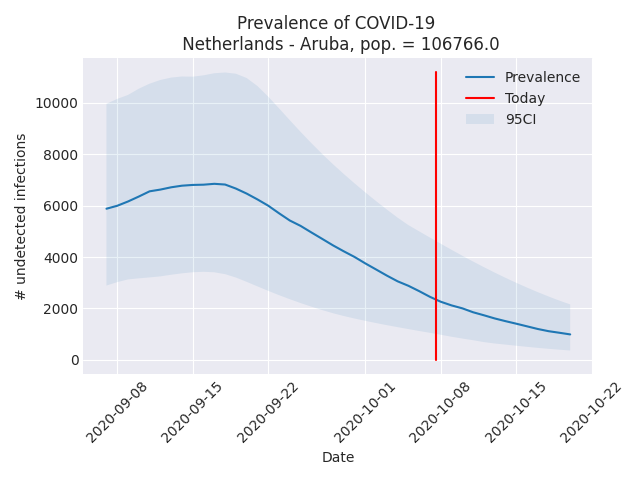 Prevalence of COVID-19
Netherlands - Aruba, pop. = 106766.0
Prevalence
Today
95CI
# undetected infections
10000
8000
6000
4000
2000
0
2020-09-08
2020-09-15
2020-09-22
2020-10-01
2020-10-08
2020-10-15
2020-10-22
Date